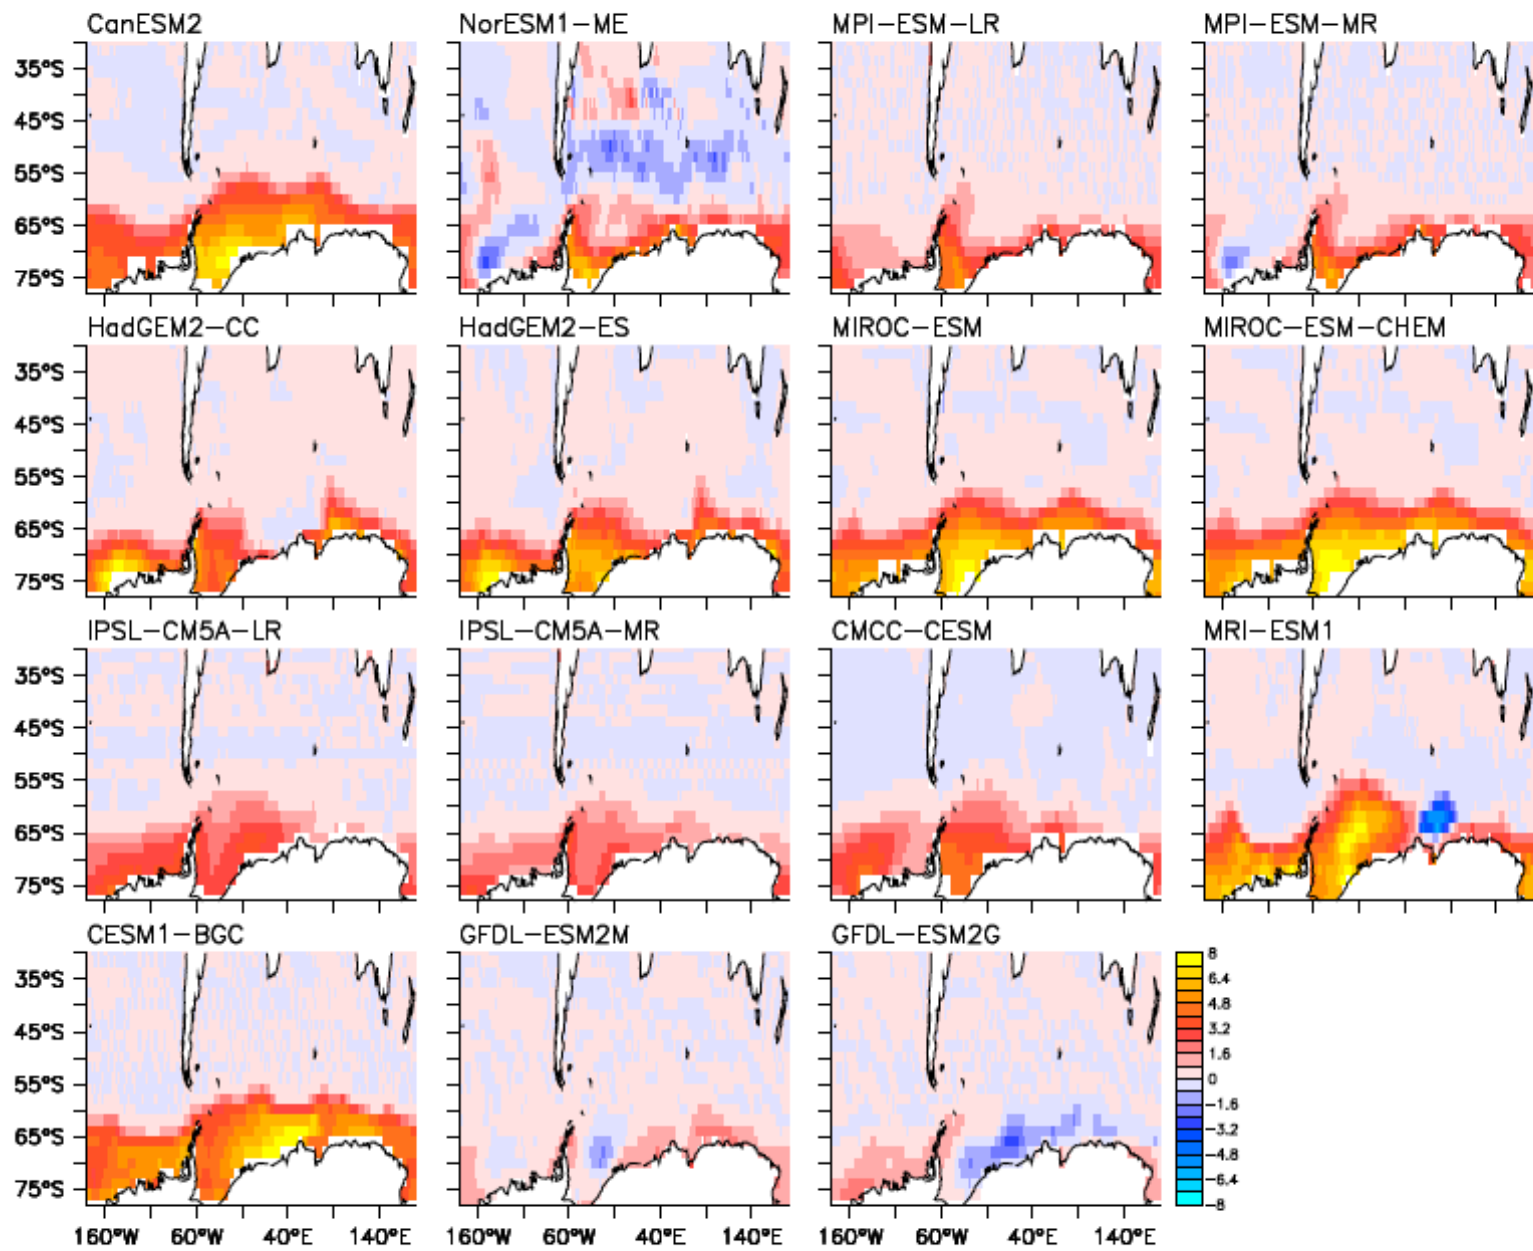 CanESM2 NorESM1-ME MPI-ESM-LR MPI-ESM-MR
35°S
45°S
55°S
65°S
75°S
HadGEM2-CC HadGEM2-ES MIROC-ESM MIROC-ESM-CHEM
35°S
45°S
55°S
65°S
75°S
IPSL-CM5A-LR IPSL-CM5A-MR CMCC-CESM MRI-ESM1
35°S
45°S
55°S
65°S
75°S
CESM1-BGC GFDL-ESM2M GFDL-ESM2G
35°S
45°S
55°S
65°S
75°S
8
6.4
4.8
3.2
1.6
0
-1.6
-3.2
-4.8
-6.4
-8
160°W 60°W 40°E 140°E 160°W 60°W 40°E 140°E 160°W 60°W 40°E 140°E